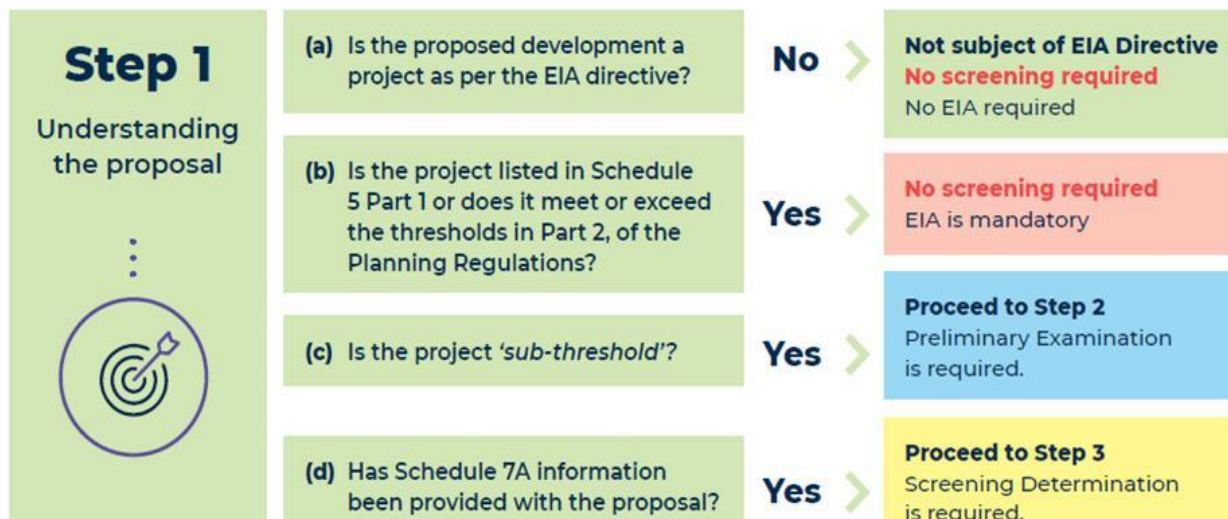 Step 1
Understanding
the proposal
(a) Is the proposed development a
project as per the EIA directive?
No
Not subject of EIA Directive
No screening required
No EIA required
(b) Is the project listed in Schedule
5 Part 1 or does it meet or exceed
the thresholds in Part 2, of the
Planning Regulations?
Yes
No screening required
EIA is mandatory
(c) Is the project ‘sub-threshold’?
Yes
Proceed to Step 2
Preliminary Examination
is required.
(d) Has Schedule 7A information
been provided with the proposal?
Yes
Proceed to Step 3
Screening Determination
is required.